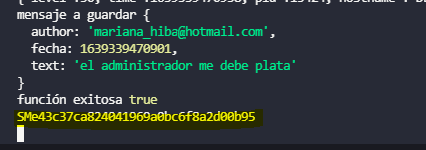 mensaje a guardar {
author: 'mariana_hiba@hotmail.com',
fecha: 1639339470901,
text: 'el administrador me debe plata'
}
función exitosa true
SMe43c37ca824041969a0bc6f8a2d00b95